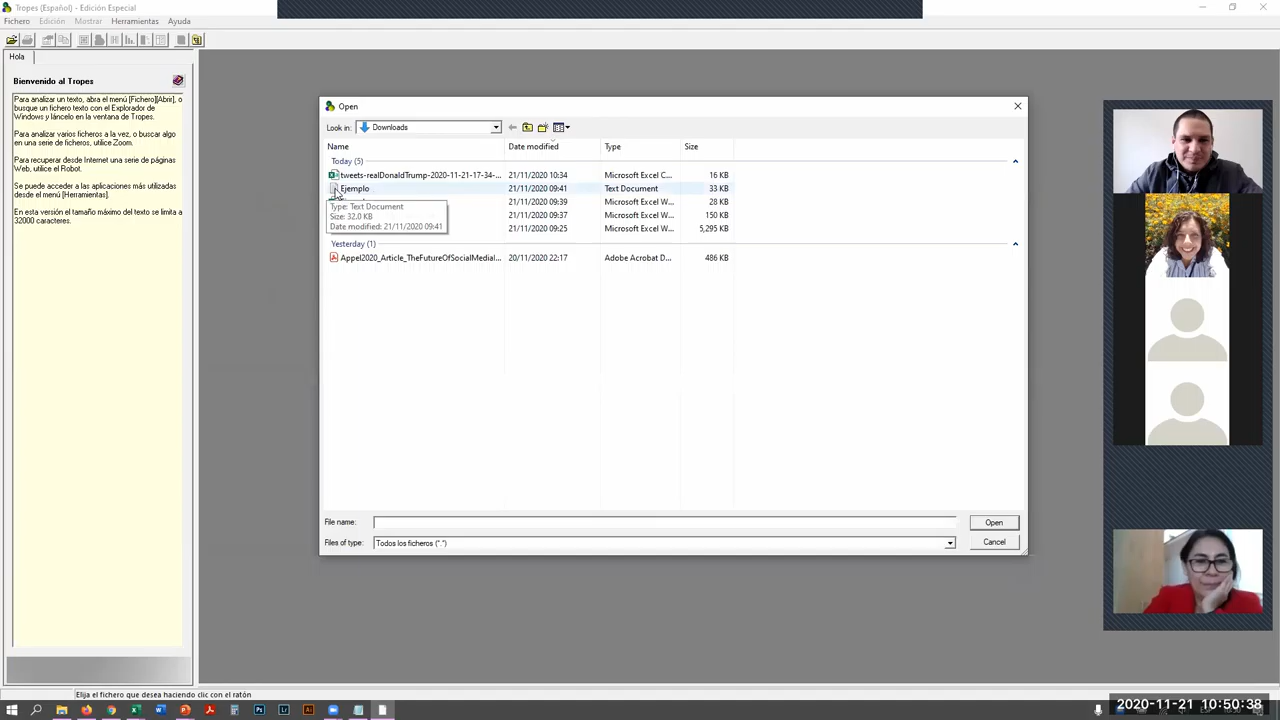 Tropes (Español) - Edición Especial
Fichero Edición Mostrar Herramientas Ayuda
Hola
Bienvenido al Tropes
Para analizar un texto, abra el menú [Fichero][Abrir], o
busque un fichero texto con el Explorador de
Windows y láncelo en la ventana de Tropes.
Para analizar varios ficheros a la vez, o buscar algo
en una serie de ficheros, utilice Zoom.
Para recuperar desde Internet una serie de páginas
Web, utilice el Robot.
Se puede acceder a las aplicaciones más utilizadas
desde el menú [Herramientas].
En esta versión el tamaño máximo del texto se limita a
32000 caracteres.
Open
Look in: Downloads
Name Date modified Type Size
Today (5)
tweets-realDonaldTrump-2020-11-21-17-34-... 21/11/2020 10:34 Microsoft Excel C... 16 KB
Ejemplo 21/11/2020 09:41 Text Document 33 KB
21/11/2020 09:39 Microsoft Excel W... 28 KB
21/11/2020 09:37 Microsoft Excel W... 150 KB
21/11/2020 09:25 Microsoft Excel W... 5,295 KB
Type: Text Document
Size: 32.0 KB
Date modified: 21/11/2020 09:41
Yesterday (1)
Appel2020_Article_TheFutureOfSocialMediaI... 20/11/2020 22:17 Adobe Acrobat D... 486 KB
File name:
Open
Files of type: Todos los ficheros (*.*)
Cancel
Elija el fichero que desea haciendo clic con el ratón
2020-11-21 10:50:38